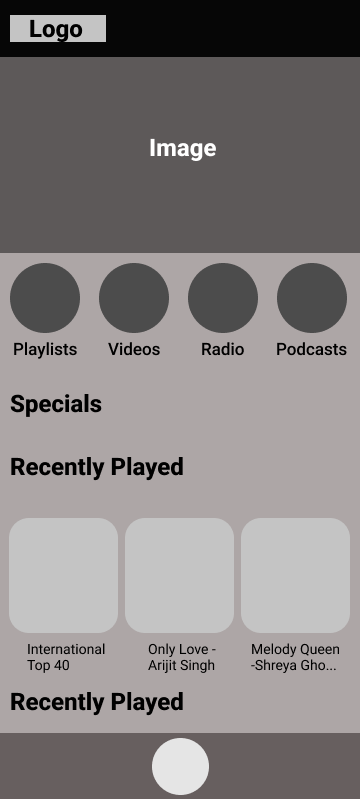 Logo
Image
Playlists Videos Radio Podcasts
Specials
Recently Played
International
Top 40
Only Love -
Arijit Singh
Melody Queen
-Shreya Gho...
Recently Played